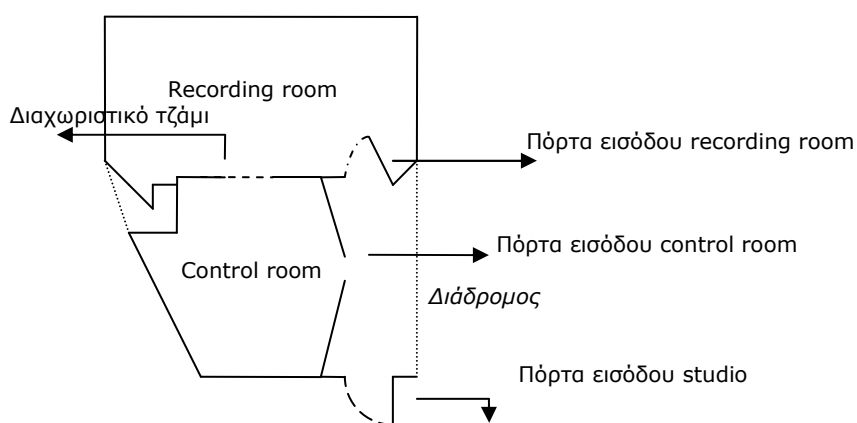 Recording room
Διαχωριστικό τζάμι
Πόρτα εισόδου recording room
Πόρτα εισόδου control room
Control room
Διάδρομος
Πόρτα εισόδου studio